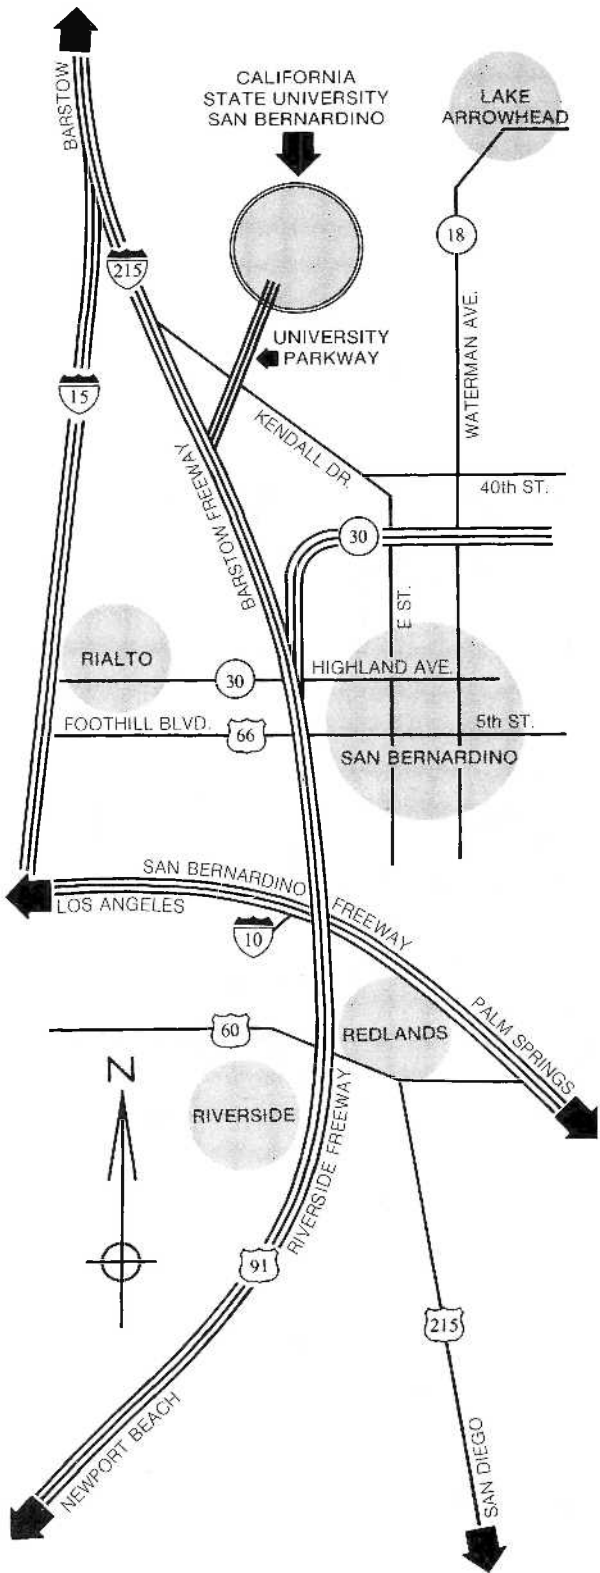 BARSTOW
CALIFORNIA
STATE UNIVERSITY
SAN BERNARDINO
LAKE
ARROWHEAD
18
215
WATERMAN AVE.
UNIVERSITY
PARKWAY
15
KENDALL DR.
BARSTOW FREEWAY
40th ST.
30
E ST.
RIALTO
HIGHLAND AVE.
30
FOOTHILL BLVD.
66
5th ST.
SAN BERNARDINO
SAN BERNARDINO
FREEWAY
LOS ANGELES
10
PALM SPRINGS
60
REDLANDS
N
RIVERSIDE
RIVERSIDE FREEWAY
91
215
NEWPORT BEACH
SAN DIEGO